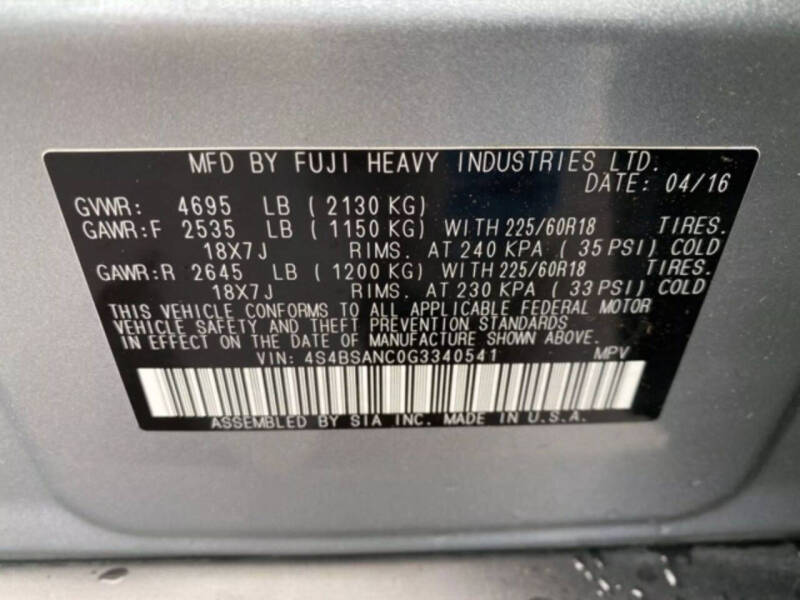 MFD BY FUJI HEAVY INDUSTRIES LTD.
DATE: 04/16
GVWR: 4695 LB ( 2130 KG)
GAWR:F 2535 LB ( 1150 KG) WITH 225/60R18 TIRES.
18X7J RIMS. AT 240 KPA ( 35 PSI) COLD
GAWR:R 2645 LB ( 1200 KG) WITH 225/60R18 TIRES.
18X7J RIMS. AT 230 KPA ( 33 PSI) COLD
THIS VEHICLE CONFORMS TO ALL APPLICABLE FEDERAL MOTOR
VEHICLE SAFETY AND THEFT PREVENTION STANDARDS
IN EFFECT ON THE DATE OF MANUFACTURE SHOWN ABOVE.
VIN: 4S4BSANC0G3340541 MPV
ASSEMBLED BY SIA INC. MADE IN U.S.A.